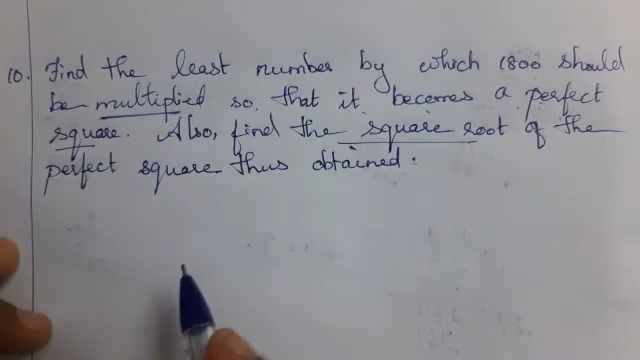 10. Find the least number by which 1800 should
be multiplied so that it becomes a perfect
square. Also, find the square root of the
perfect square thus obtained.